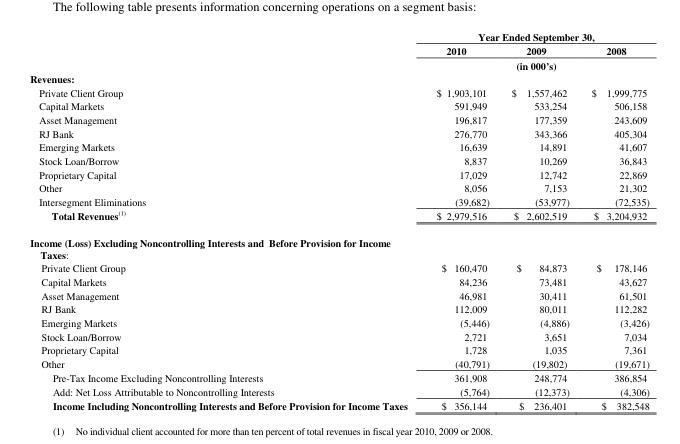 The following table presents information concerning operations on a segment basis:
Year Ended September 30,
2010 2009 2008
(in 000's)
Revenues:
Private Client Group $ 1,903,101 $ 1,557,462 $ 1,999,775
Capital Markets 591,949 533,254 506,158
Asset Management 196,817 177,359 243,609
RJ Bank 276,770 343,366 405,304
Emerging Markets 16,639 14,891 41,607
Stock Loan/Borrow 8,837 10,269 36,843
Proprietary Capital 17,029 12,742 22,869
Other 8,056 7,153 21,302
Intersegment Eliminations (39,682) (53,977) (72,535)
Total Revenues(1) $ 2,979,516 $ 2,602,519 $ 3,204,932
Income (Loss) Excluding Noncontrolling Interests and Before Provision for Income
Taxes:
Private Client Group $ 160,470 $ 84,873 $ 178,146
Capital Markets 84,236 73,481 43,627
Asset Management 46,981 30,411 61,501
RJ Bank 112,009 80,011 112,282
Emerging Markets (5,446) (4,886) (3,426)
Stock Loan/Borrow 2,721 3,651 7,034
Proprietary Capital 1,728 1,035 7,361
Other (40,791) (19,802) (19,671)
Pre-Tax Income Excluding Noncontrolling Interests 361,908 248,774 386,854
Add: Net Loss Attributable to Noncontrolling Interests (5,764) (12,373) (4,306)
Income Including Noncontrolling Interests and Before Provision for Income Taxes $ 356,144 $ 236,401 $ 382,548
(1) No individual client accounted for more than ten percent of total revenues in fiscal year 2010, 2009 or 2008.